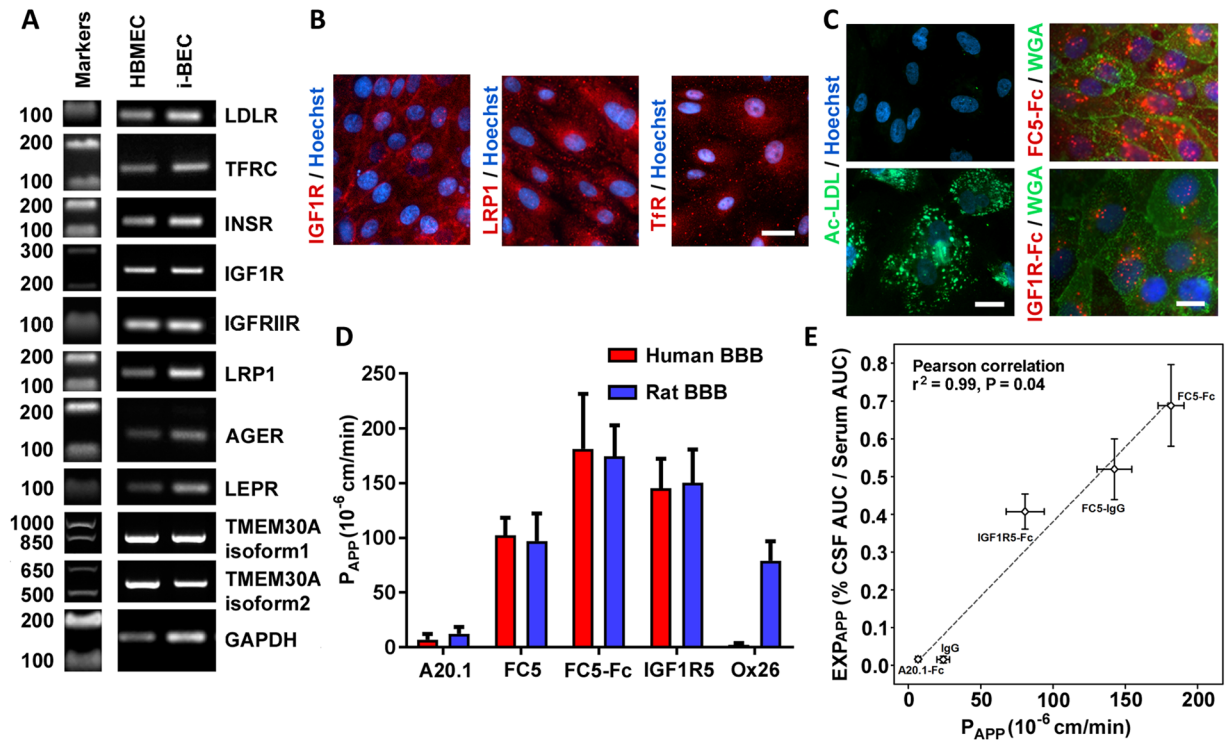 A
Markers
HBMEC
i-BEC
100
LDLR
200
100
TFRC
200
100
INSR
300
200
IGF1R
100
IGFRIIR
200
100
LRP1
200
100
AGER
100
LEPR
1000
850
TMEM30A
isoform1
650
500
TMEM30A
isoform2
200
100
GAPDH
B
IGF1R / Hoechst
LRP1 / Hoechst
TfR / Hoechst
C
Ac-LDL / Hoechst
FC5-Fc / WGA
IGF1R-Fc / WGA
D
Human BBB
Rat BBB
PAPP (10-6 cm/min)
250
200
150
100
50
0
A20.1
FC5
FC5-Fc
IGF1R5
Ox26
E
Pearson correlation
r2 = 0.99, P = 0.04
EXPAPP (% CSF AUC / Serum AUC)
0.8
0.7
0.6
0.5
0.4
0.3
0.2
0.1
0.0
FC5-Fc
FC5-IgG
IGF1R5-Fc
IgG
A20.1-Fc
0
50
100
150
200
PAPP (10-6 cm/min)